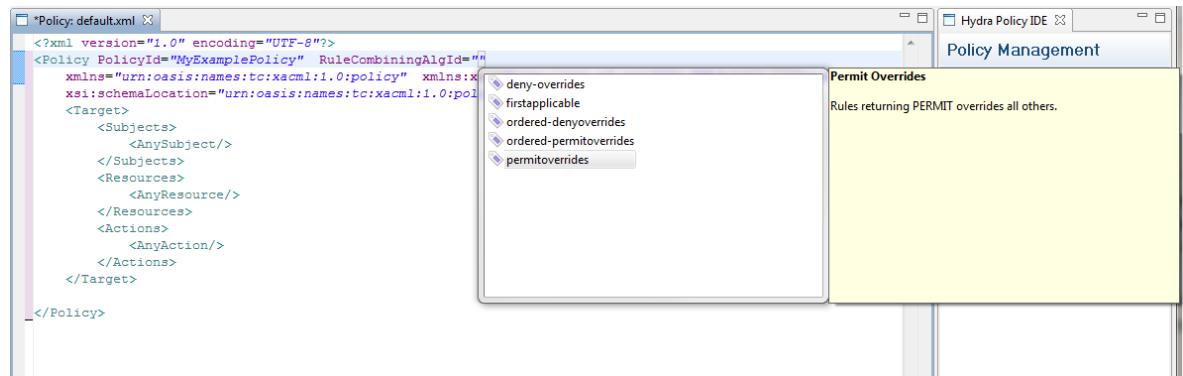 *Policy: default.xml
Hydra Policy IDE
Policy Management
<?xml version="1.0" encoding="UTF-8"?>
<Policy PolicyId="MyExamplePolicy" RuleCombiningAlgId=""
xmlns="urn:oasis:names:tc:xacml:1.0:policy" xmlns:x
xsi:schemaLocation="urn:oasis:names:tc:xacml:1.0:pol
<Target>
<Subjects>
<AnySubject/>
</Subjects>
<Resources>
<AnyResource/>
</Resources>
<Actions>
<AnyAction/>
</Actions>
</Target>
</Policy>
deny-overrides
firstapplicable
ordered-denyoverrides
ordered-permitoverrides
permitoverrides
Permit Overrides
Rules returning PERMIT overrides all others.